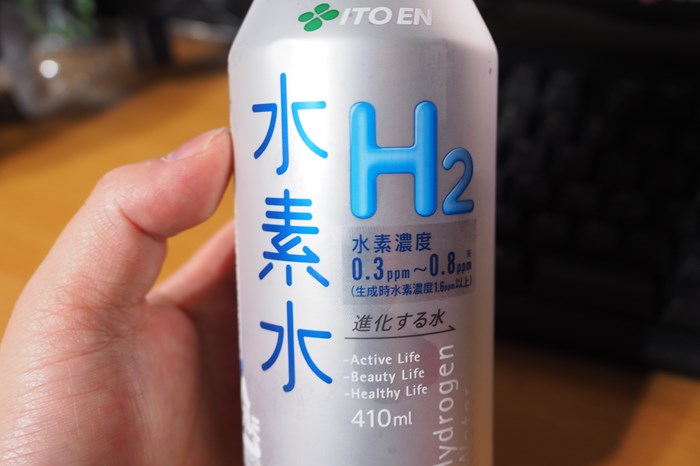 ITO EN
水素水
H2
水素濃度
0.3ppm~0.8ppm※
(生成時水素濃度1.6ppm以上)
進化する水
-Active Life
-Beauty Life
-Healthy Life
410ml
Hydrogen